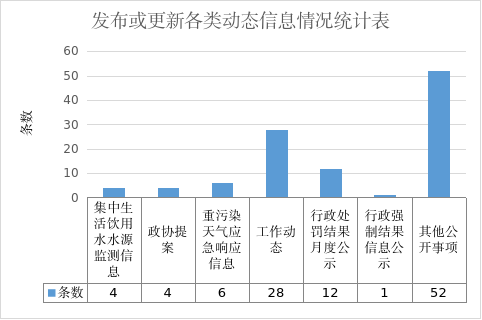 发布或更新各类动态信息情况统计表
60
50
40
30
20
10
0
条数
集中生
活饮用
水水源
监测信
息
政协提
案
重污染
天气应
急响应
信息
工作动
态
行政处
罚结果
月度公
示
行政强
制结果
信息公
示
其他公
开事项
条数 4 4 6 28 12 1 52